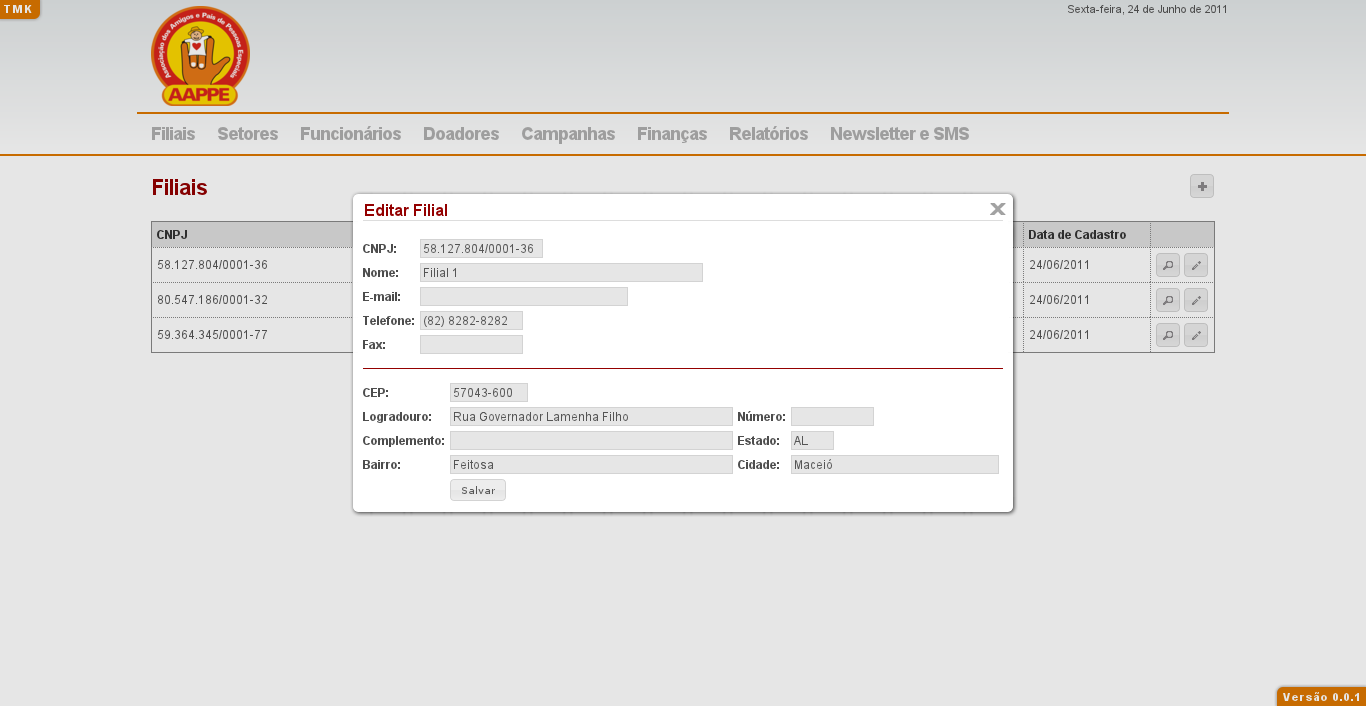 TMK
Sexta-feira, 24 de Junho de 2011
Associação dos Amigos e Pais de Pessoas Especiais
AAPPE
Filiais Setores Funcionários Doadores Campanhas Finanças Relatórios Newsletter e SMS
Filiais
Editar Filial
CNPJ Data de Cadastro
58.127.804/0001-36 24/06/2011
80.547.186/0001-32 24/06/2011
59.364.345/0001-77 24/06/2011
CNPJ: 58.127.804/0001-36
Nome: Filial 1
E-mail:
Telefone: (82) 8282-8282
Fax:
CEP: 57043-600
Logradouro: Rua Governador Lamenha Filho Número:
Complemento: Estado: AL
Bairro: Feitosa Cidade: Maceió
Salvar
Versão 0.0.1